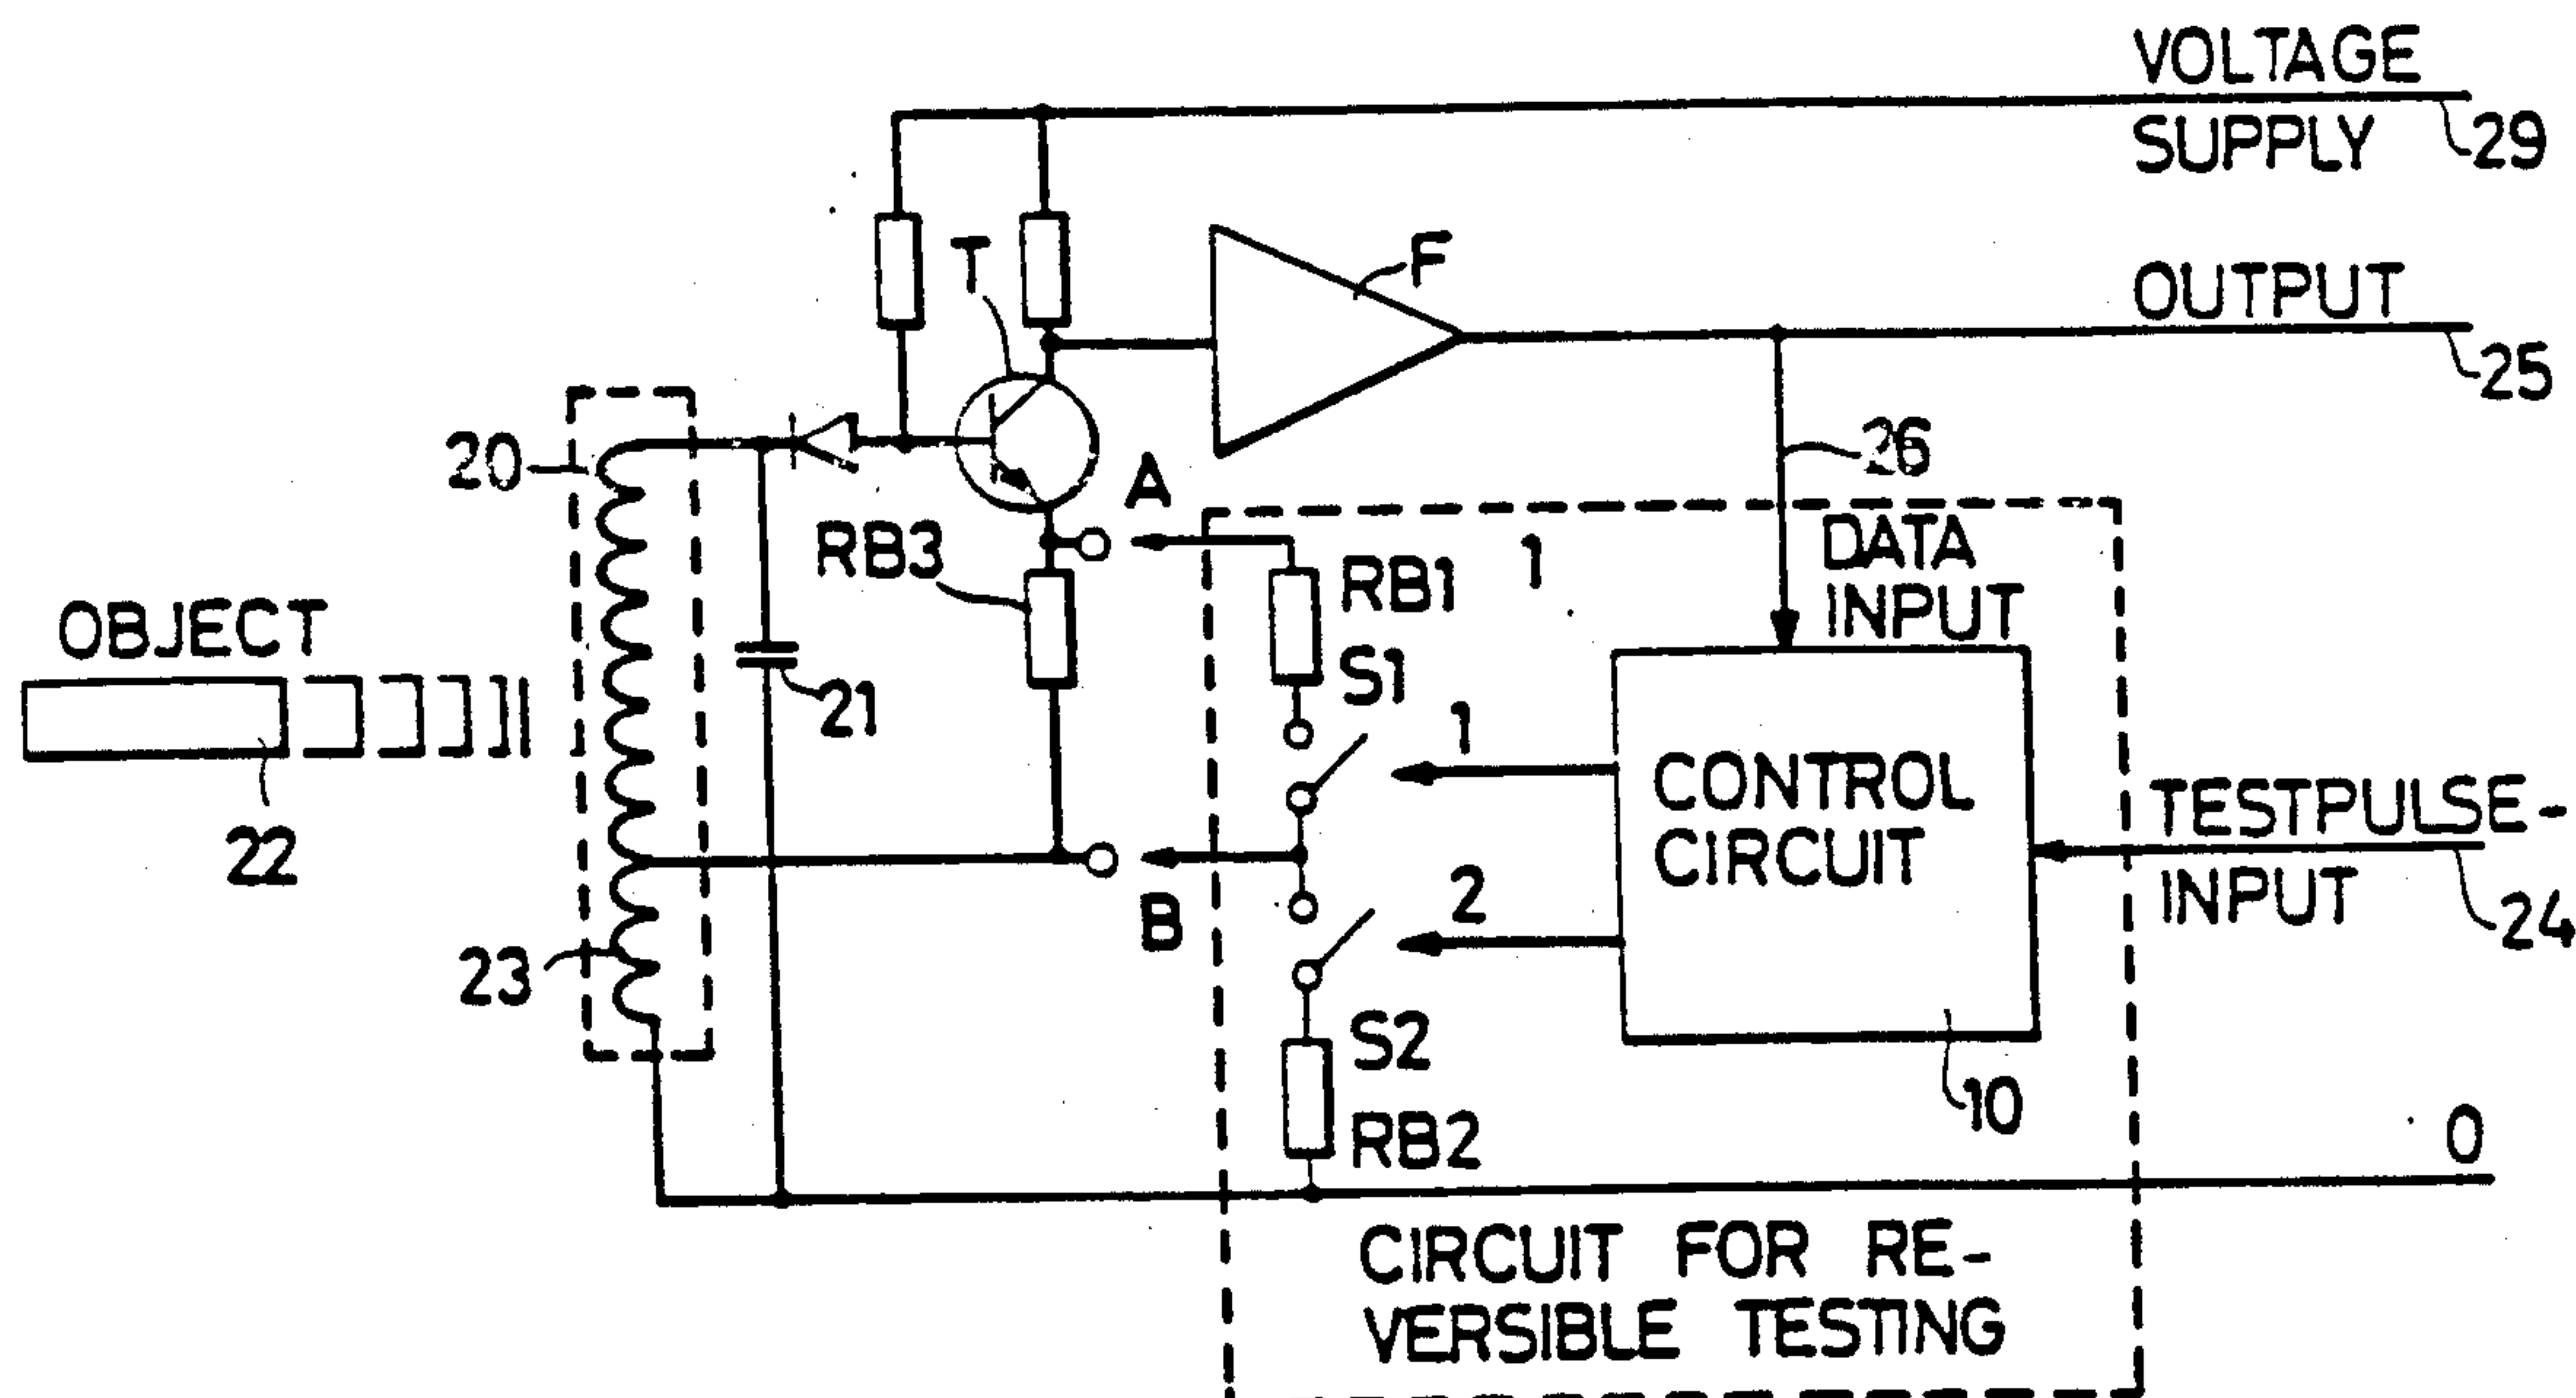 VOLTAGE
SUPPLY
29
T
F
OUTPUT
25
20
26
A
RB3
DATA
INPUT
RB1
1
OBJECT
S1
21
1
22
CONTROL
CIRCUIT
TESTPULSE-
INPUT
24
B
2
23
S2
10
RB2
0
CIRCUIT FOR RE-
VERSIBLE TESTING